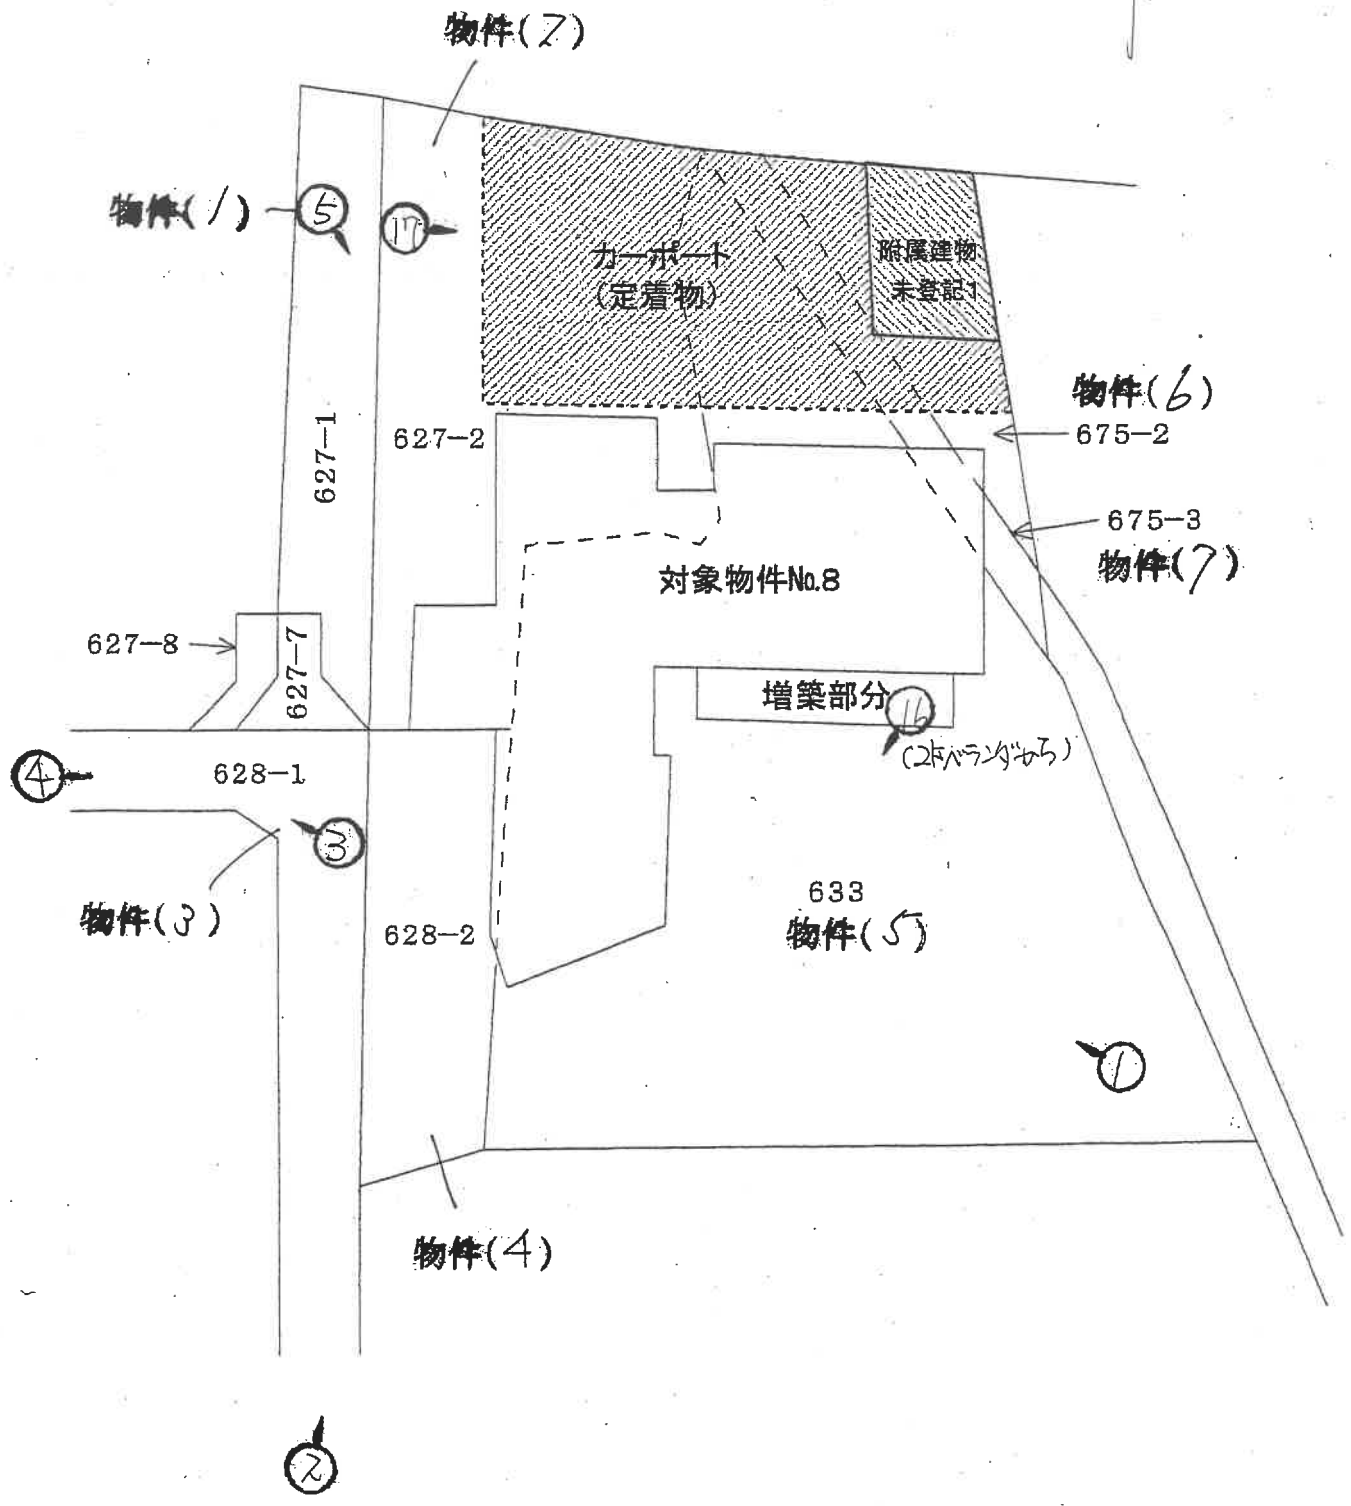 物件(2)
物件(1)
5
17
カーポート
(定着物)
附属建物
未登記1
物件(6)
675-2
627-1
627-2
675-3
物件(7)
対象物件No.8
627-8
627-7
増築部分
16
(2Fベランダから)
4
628-1
3
物件(3)
628-2
633
物件(5)
1
物件(4)
2